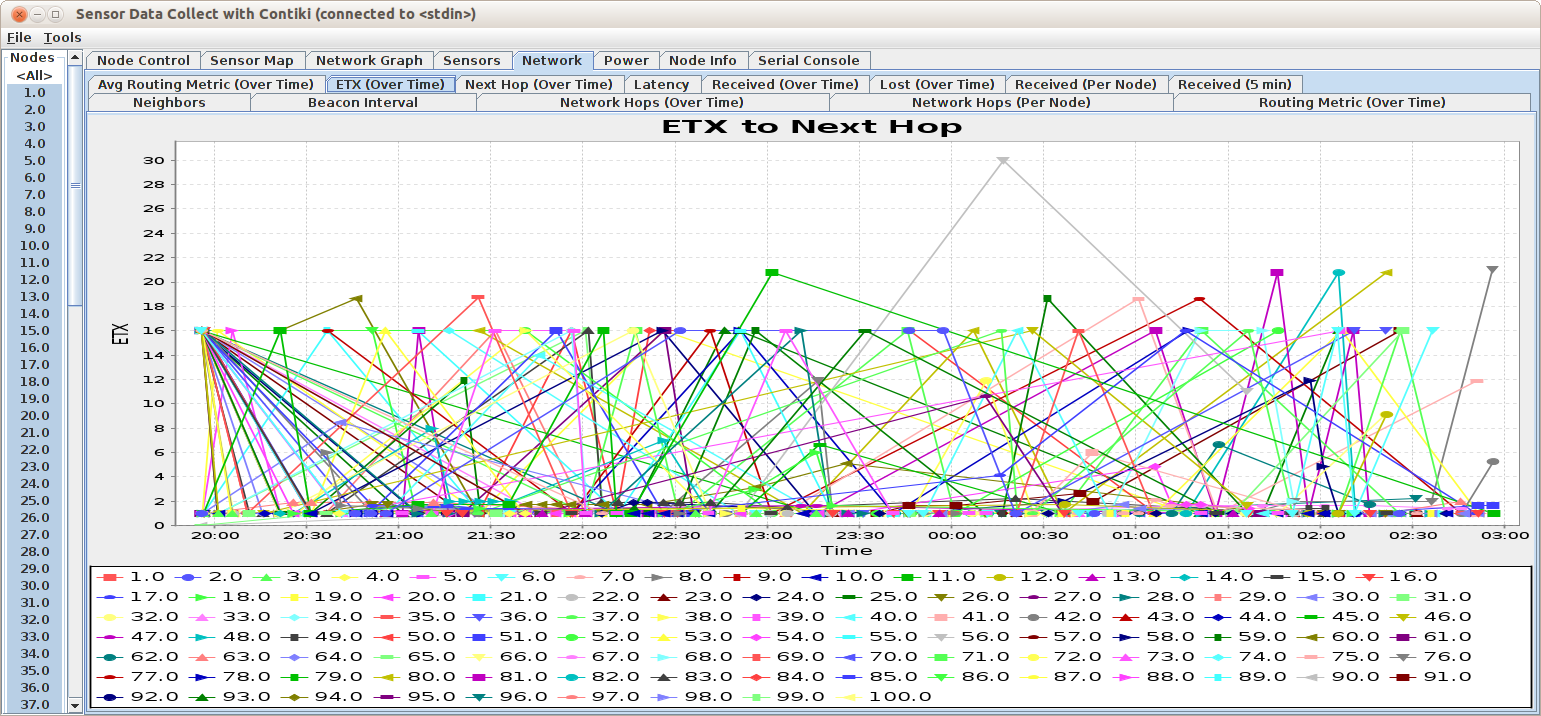 Sensor Data Collect with Contiki (connected to <stdin>)
File Tools
Nodes
<All>
1.0
2.0
3.0
4.0
5.0
6.0
7.0
8.0
9.0
10.0
11.0
12.0
13.0
14.0
15.0
16.0
17.0
18.0
19.0
20.0
21.0
22.0
23.0
24.0
25.0
26.0
27.0
28.0
29.0
30.0
31.0
32.0
33.0
34.0
35.0
36.0
37.0
Node Control Sensor Map Network Graph Sensors Network Power Node Info Serial Console
Avg Routing Metric (Over Time) ETX (Over Time) Next Hop (Over Time) Latency Received (Over Time) Lost (Over Time) Received (Per Node) Received (5 min)
Neighbors Beacon Interval Network Hops (Over Time) Network Hops (Per Node) Routing Metric (Over Time)
ETX to Next Hop
ETX
30
28
26
24
22
20
18
16
14
12
10
8
6
4
2
0
20:00 20:30 21:00 21:30 22:00 22:30 23:00 23:30 00:00 00:30 01:00 01:30 02:00 02:30 03:00
Time
1.0 2.0 3.0 4.0 5.0 6.0 7.0 8.0 9.0 10.0 11.0 12.0 13.0 14.0 15.0 16.0
17.0 18.0 19.0 20.0 21.0 22.0 23.0 24.0 25.0 26.0 27.0 28.0 29.0 30.0 31.0
32.0 33.0 34.0 35.0 36.0 37.0 38.0 39.0 40.0 41.0 42.0 43.0 44.0 45.0 46.0
47.0 48.0 49.0 50.0 51.0 52.0 53.0 54.0 55.0 56.0 57.0 58.0 59.0 60.0 61.0
62.0 63.0 64.0 65.0 66.0 67.0 68.0 69.0 70.0 71.0 72.0 73.0 74.0 75.0 76.0
77.0 78.0 79.0 80.0 81.0 82.0 83.0 84.0 85.0 86.0 87.0 88.0 89.0 90.0 91.0
92.0 93.0 94.0 95.0 96.0 97.0 98.0 99.0 100.0